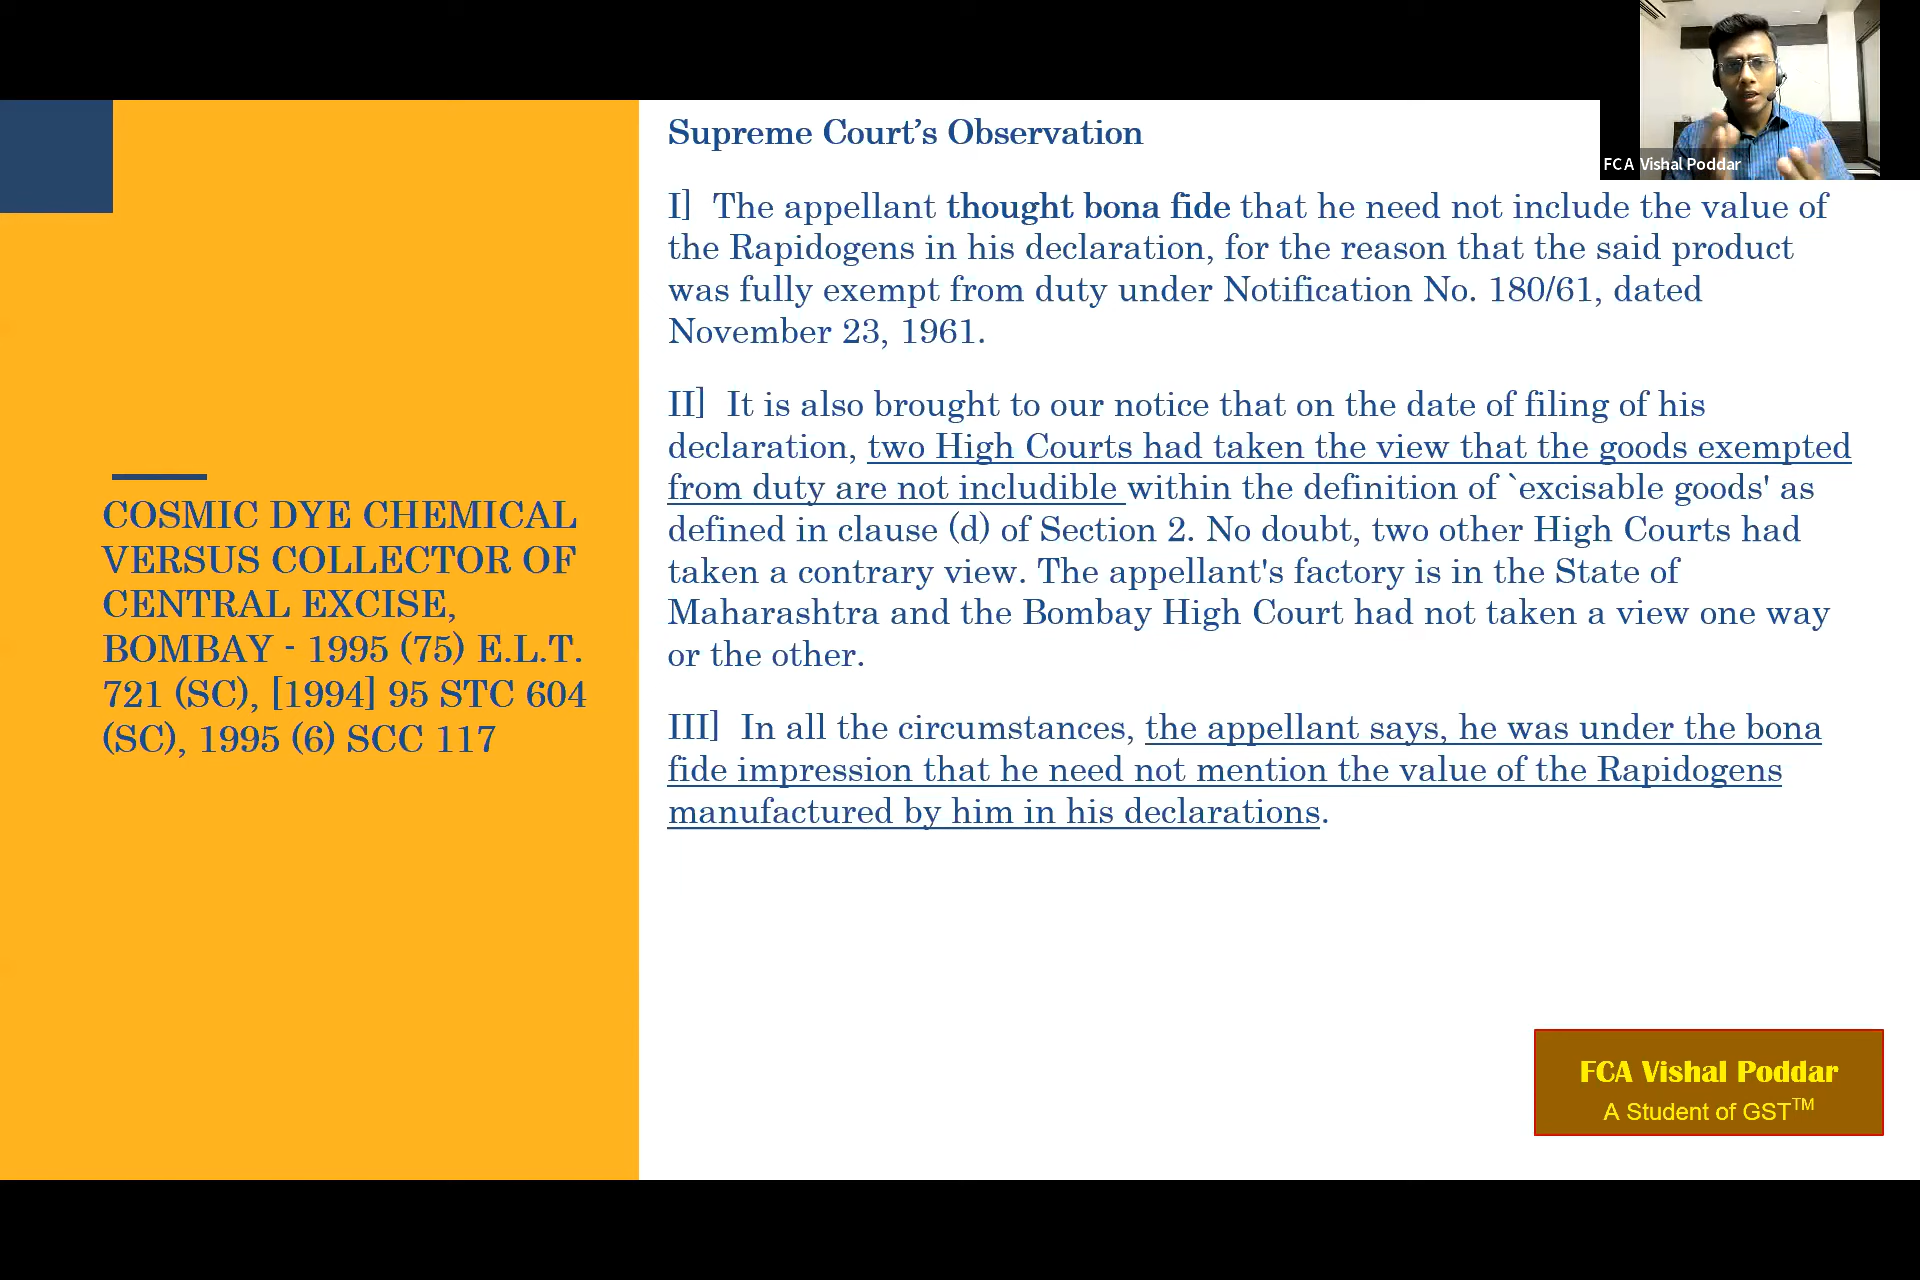 FCA Vishal Poddar
Supreme Court’s Observation
I] The appellant thought bona fide that he need not include the value of
the Rapidogens in his declaration, for the reason that the said product
was fully exempt from duty under Notification No. 180/61, dated
November 23, 1961.
II] It is also brought to our notice that on the date of filing of his
declaration, two High Courts had taken the view that the goods exempted
from duty are not includible within the definition of `excisable goods' as
defined in clause (d) of Section 2. No doubt, two other High Courts had
taken a contrary view. The appellant's factory is in the State of
Maharashtra and the Bombay High Court had not taken a view one way
or the other.
III] In all the circumstances, the appellant says, he was under the bona
fide impression that he need not mention the value of the Rapidogens
manufactured by him in his declarations.
COSMIC DYE CHEMICAL
VERSUS COLLECTOR OF
CENTRAL EXCISE,
BOMBAY - 1995 (75) E.L.T.
721 (SC), [1994] 95 STC 604
(SC), 1995 (6) SCC 117
FCA Vishal Poddar
A Student of GST™